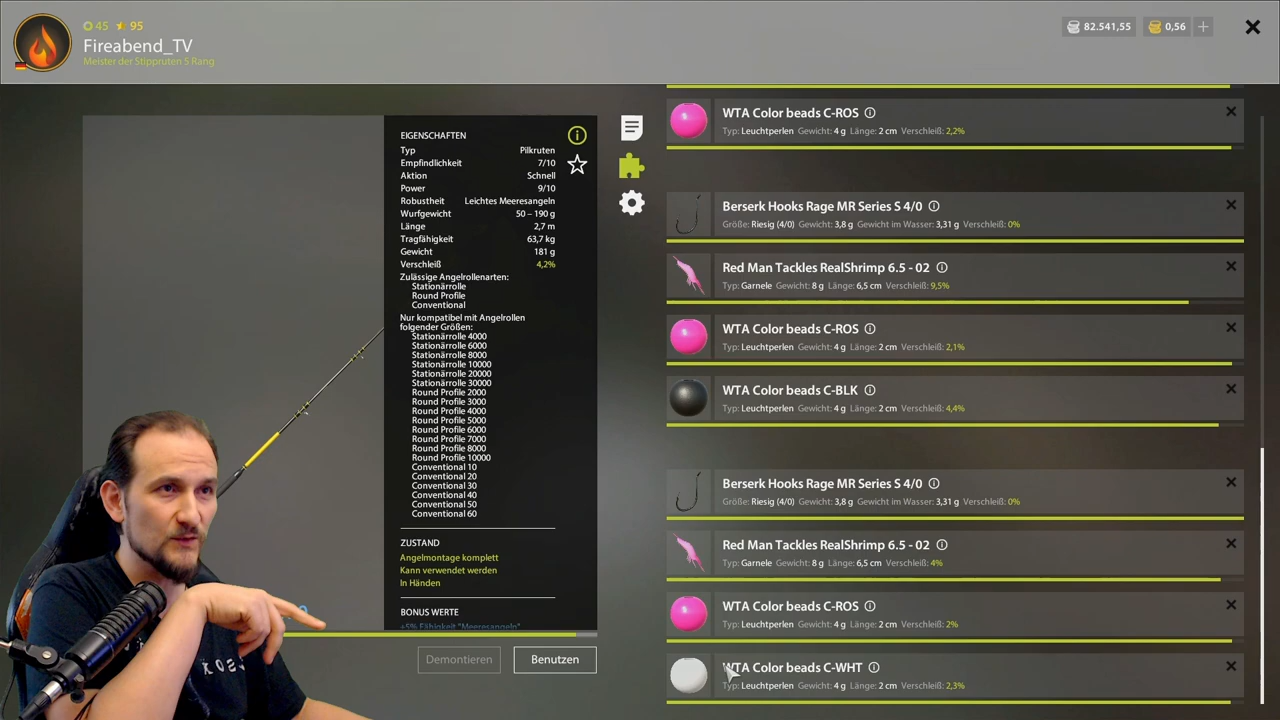 45 95
Fireabend_TV
Meister der Stippruten 5 Rang
82.541,55
0,56
EIGENSCHAFTEN
Typ Pilkruten
Empfindlichkeit 7/10
Aktion Schnell
Power 9/10
Robustheit Leichtes Meeresangeln
Wurfgewicht 50 – 190 g
Länge 2,7 m
Tragfähigkeit 63,7 kg
Gewicht 181 g
Verschleiß 4,2%
Zulässige Angelrollenarten:
Stationärrolle
Round Profile
Conventional
Nur kompatibel mit Angelrollen
folgender Größen:
Stationärrolle 4000
Stationärrolle 6000
Stationärrolle 8000
Stationärrolle 10000
Stationärrolle 20000
Stationärrolle 30000
Round Profile 2000
Round Profile 3000
Round Profile 4000
Round Profile 5000
Round Profile 6000
Round Profile 7000
Round Profile 8000
Round Profile 10000
Conventional 10
Conventional 20
Conventional 30
Conventional 40
Conventional 50
Conventional 60
ZUSTAND
Angelmontage komplett
Kann verwendet werden
In Händen
BONUS WERTE
+5% Fähigkeit "Meeresangeln"
Demontieren
Benutzen
WTA Color beads C-ROS
Typ: Leuchtperlen Gewicht: 4 g Länge: 2 cm Verschleiß: 2,2%
Berserk Hooks Rage MR Series S 4/0
Größe: Riesig (4/0) Gewicht: 3,8 g Gewicht im Wasser: 3,31 g Verschleiß: 0%
Red Man Tackles RealShrimp 6.5 - 02
Typ: Garnele Gewicht: 8 g Länge: 6,5 cm Verschleiß: 9,5%
WTA Color beads C-ROS
Typ: Leuchtperlen Gewicht: 4 g Länge: 2 cm Verschleiß: 2,1%
WTA Color beads C-BLK
Typ: Leuchtperlen Gewicht: 4 g Länge: 2 cm Verschleiß: 4,4%
Berserk Hooks Rage MR Series S 4/0
Größe: Riesig (4/0) Gewicht: 3,8 g Gewicht im Wasser: 3,31 g Verschleiß: 0%
Red Man Tackles RealShrimp 6.5 - 02
Typ: Garnele Gewicht: 8 g Länge: 6,5 cm Verschleiß: 4%
WTA Color beads C-ROS
Typ: Leuchtperlen Gewicht: 4 g Länge: 2 cm Verschleiß: 2%
WTA Color beads C-WHT
Typ: Leuchtperlen Gewicht: 4 g Länge: 2 cm Verschleiß: 2,3%